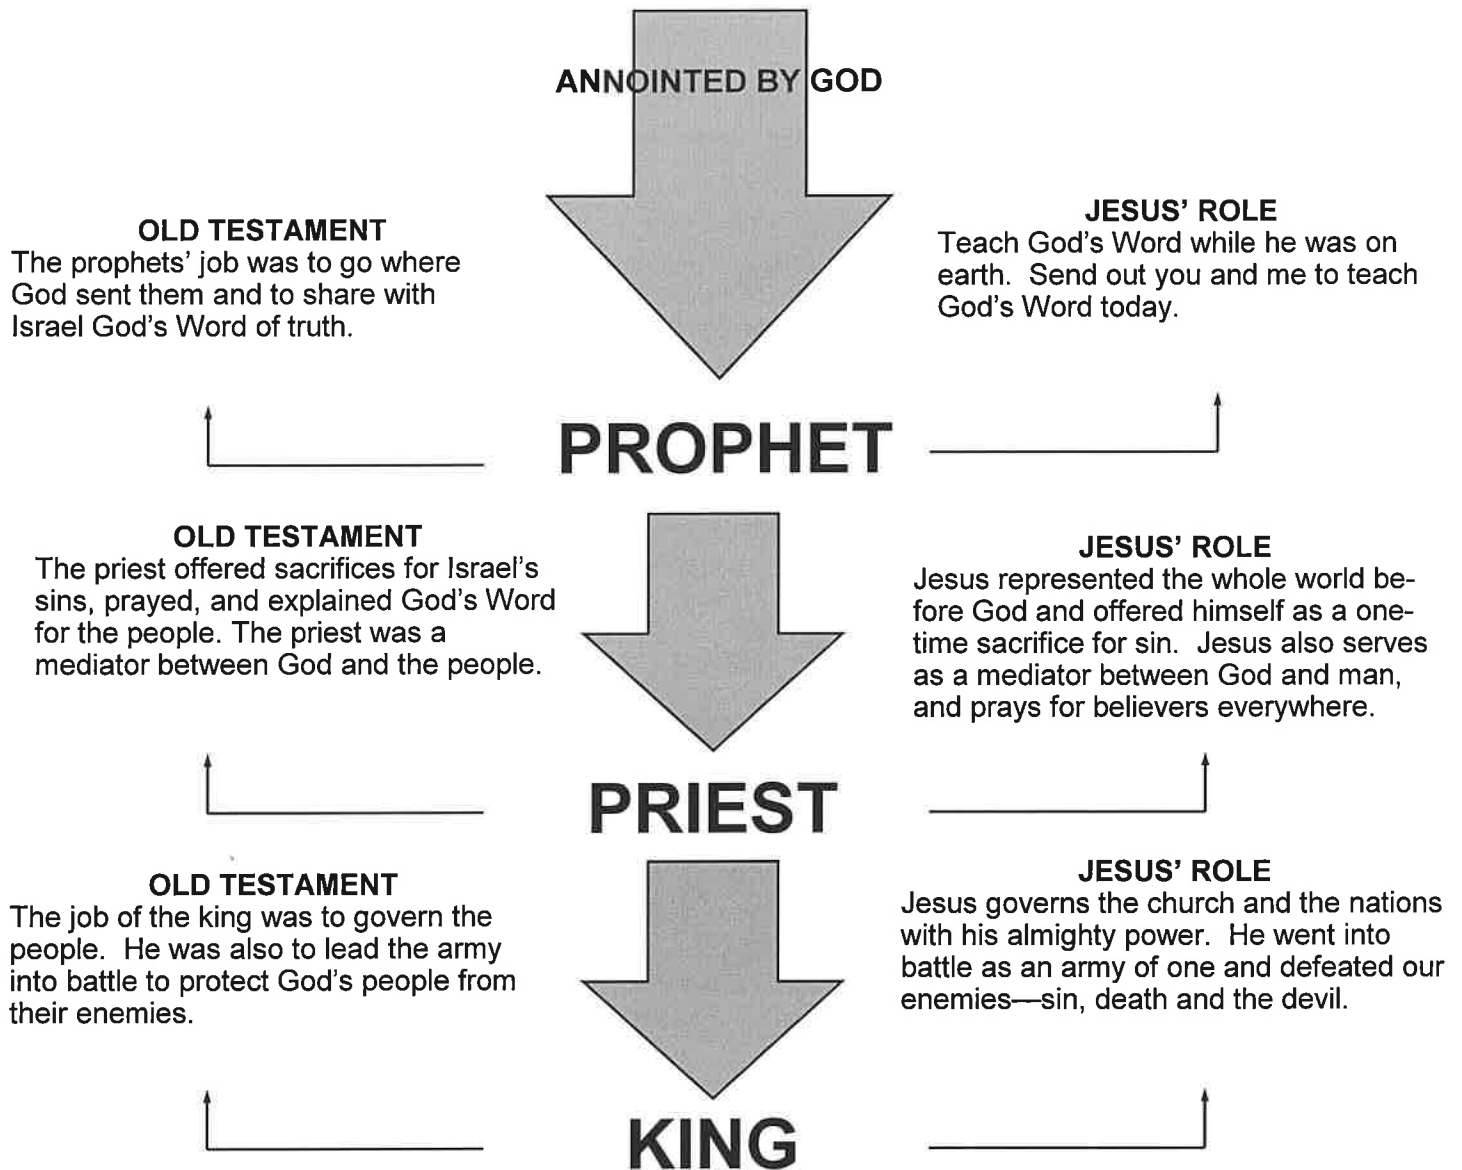 ANNOINTED BY GOD
OLD TESTAMENT
The prophets' job was to go where
God sent them and to share with
Israel God's Word of truth.
JESUS' ROLE
Teach God's Word while he was on
earth.  Send out you and me to teach
God's Word today.
PROPHET
OLD TESTAMENT
The priest offered sacrifices for Israel's
sins, prayed, and explained God's Word
for the people. The priest was a
mediator between God and the people.
JESUS' ROLE
Jesus represented the whole world be-
fore God and offered himself as a one-
time sacrifice for sin.  Jesus also serves
as a mediator between God and man,
and prays for believers everywhere.
PRIEST
OLD TESTAMENT
The job of the king was to govern the
people.  He was also to lead the army
into battle to protect God's people from
their enemies.
JESUS' ROLE
Jesus governs the church and the nations
with his almighty power.  He went into
battle as an army of one and defeated our
enemies—sin, death and the devil.
KING